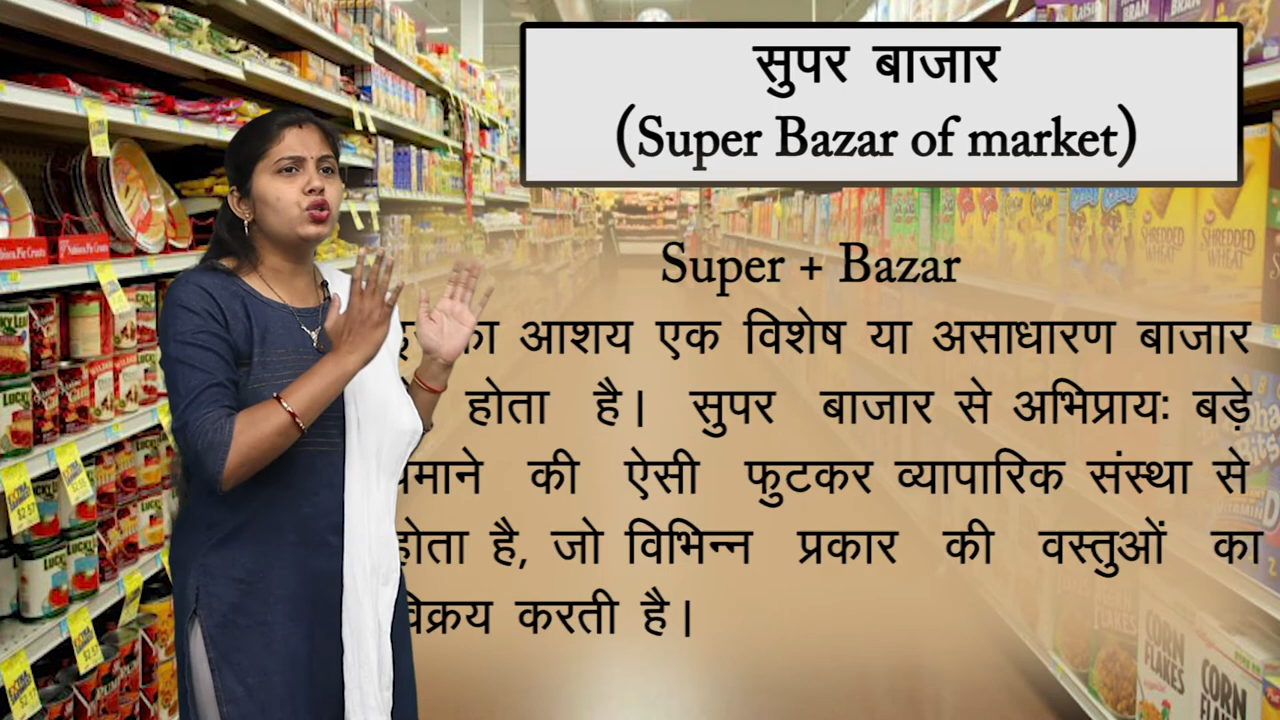 सुपर बाजार
(Super Bazar of market)
Super + Bazar
का आशय एक विशेष या असाधारण बाजार
होता है। सुपर बाजार से अभिप्रायः बड़े
की ऐसी फुटकर व्यापारिक संस्था से
होता है, जो विभिन्न प्रकार की वस्तुओं का
विक्रय करती है।
SHREDDED
WHEAT
CORN
FLAKES
CORN